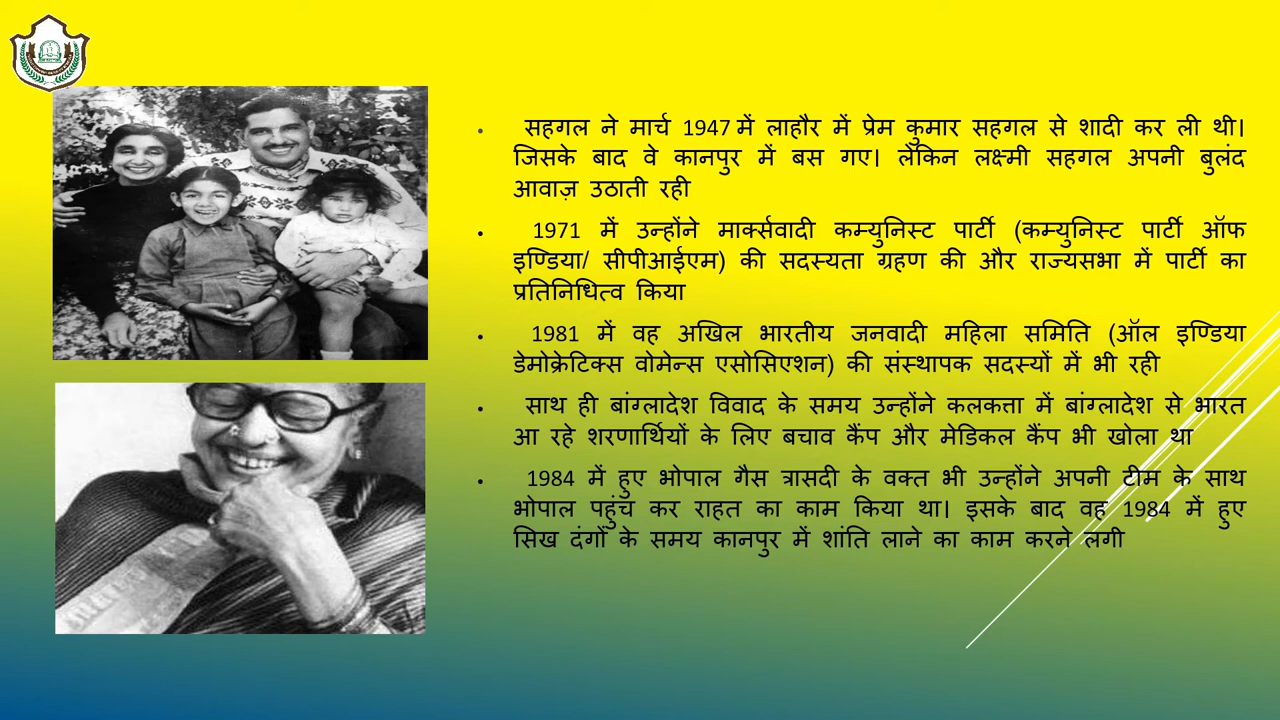 सहगल ने मार्च 1947 में लाहौर में प्रेम कुमार सहगल से शादी कर ली थी।
जिसके बाद वे कानपुर में बस गए। लेकिन लक्ष्मी सहगल अपनी बुलंद
आवाज़ उठाती रही
1971 में उन्होंने मार्क्सवादी कम्युनिस्ट पार्टी (कम्युनिस्ट पार्टी ऑफ
इण्डिया/ सीपीआईएम) की सदस्यता ग्रहण की और राज्यसभा में पार्टी का
प्रतिनिधित्व किया
1981 में वह अखिल भारतीय जनवादी महिला समिति (ऑल इण्डिया
डेमोक्रेटिक्स वोमेन्स एसोसिएशन) की संस्थापक सदस्यों में भी रही
साथ ही बांग्लादेश विवाद के समय उन्होंने कलकत्ता में बांग्लादेश से भारत
आ रहे शरणार्थियों के लिए बचाव कैंप और मेडिकल कैंप भी खोला था
1984 में हुए भोपाल गैस त्रासदी के वक्त भी उन्होंने अपनी टीम के साथ
भोपाल पहुंच कर राहत का काम किया था। इसके बाद वह 1984 में हुए
सिख दंगों के समय कानपुर में शांति लाने का काम करने लगी